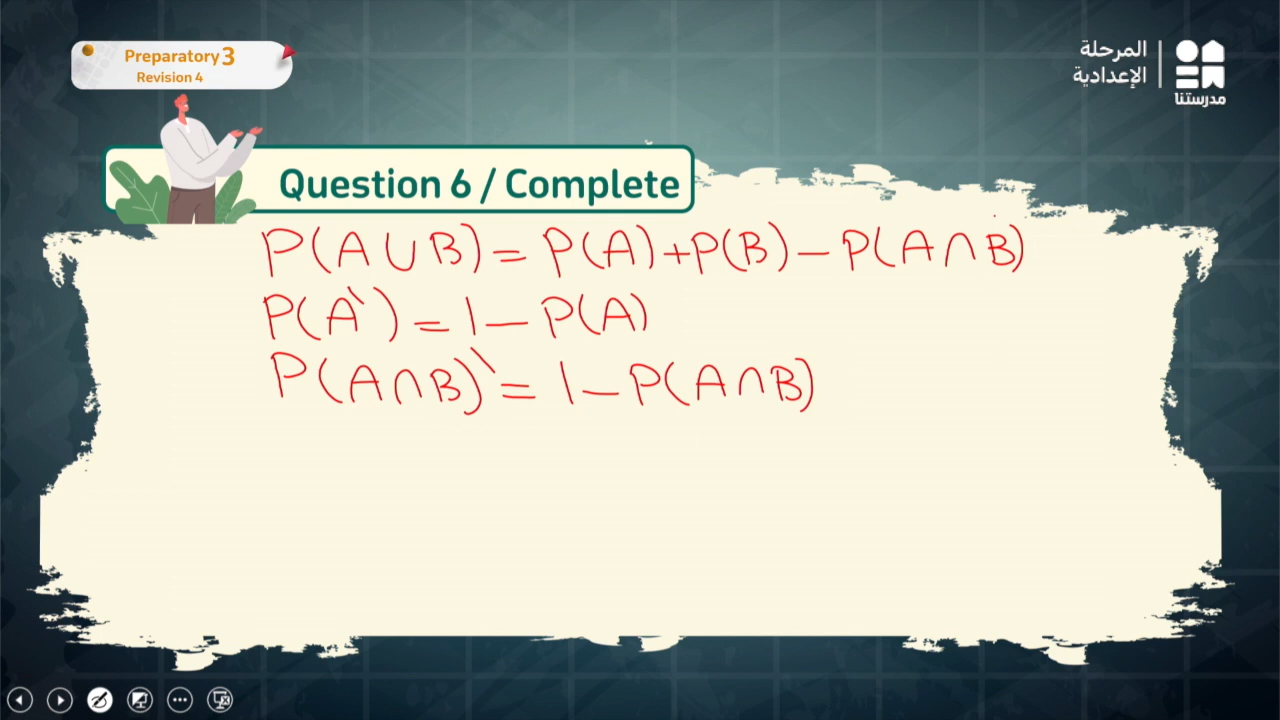 Preparatory 3
Revision 4
المرحلة
الإعدادية
مدرستنا
Question 6 / Complete
P(A∪B) = P(A)+P(B)−P(A∩B)
P(A`) = 1 − P(A)
P(A∩B)` = 1 − P(A∩B)